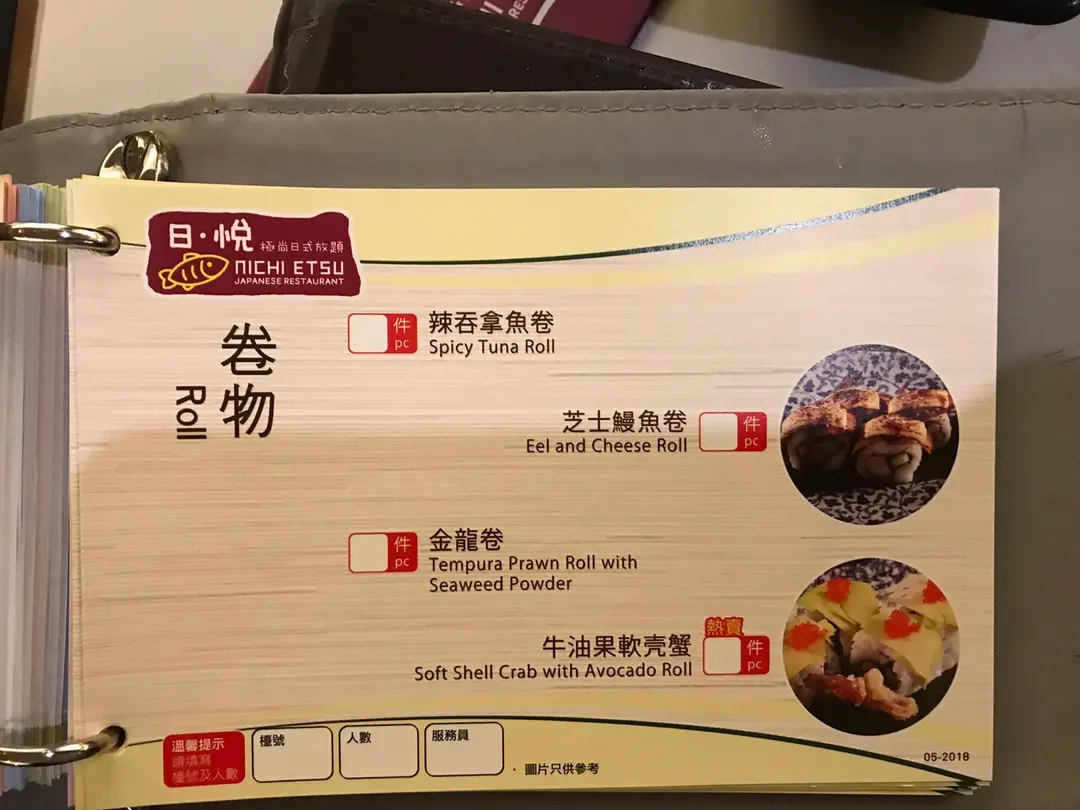 日·悅 極尚日式放題
NICHI ETSU
JAPANESE RESTAURANT
卷物
Roll
件
pc
辣吞拿魚卷
Spicy Tuna Roll
芝士鰻魚卷
Eel and Cheese Roll
件
pc
件
pc
金龍卷
Tempura Prawn Roll with
Seaweed Powder
熱賣
牛油果軟壳蟹
Soft Shell Crab with Avocado Roll
件
pc
溫馨提示
請填寫
檯號及人數
檯號
人數
服務員
· 圖片只供參考
05-2018